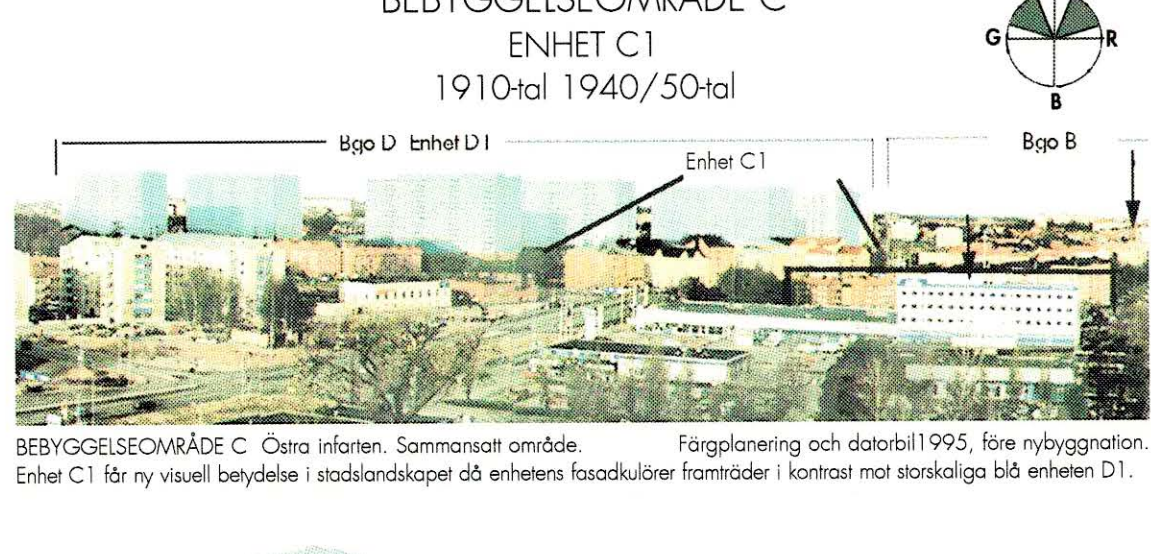 BEBYGGELSEOMRÅDE C
ENHET C1
1910-tal 1940/50-tal
G
R
B
Bgo D Enhet D1
Enhet C1
Bgo B
BEBYGGELSEOMRÅDE C Östra infarten. Sammansatt område.
Färgplanering och datorbil1995, före nybyggnation.
Enhet C1 får ny visuell betydelse i stadslandskapet då enhetens fasadkulörer framträder i kontrast mot storskaliga blå enheten D1.